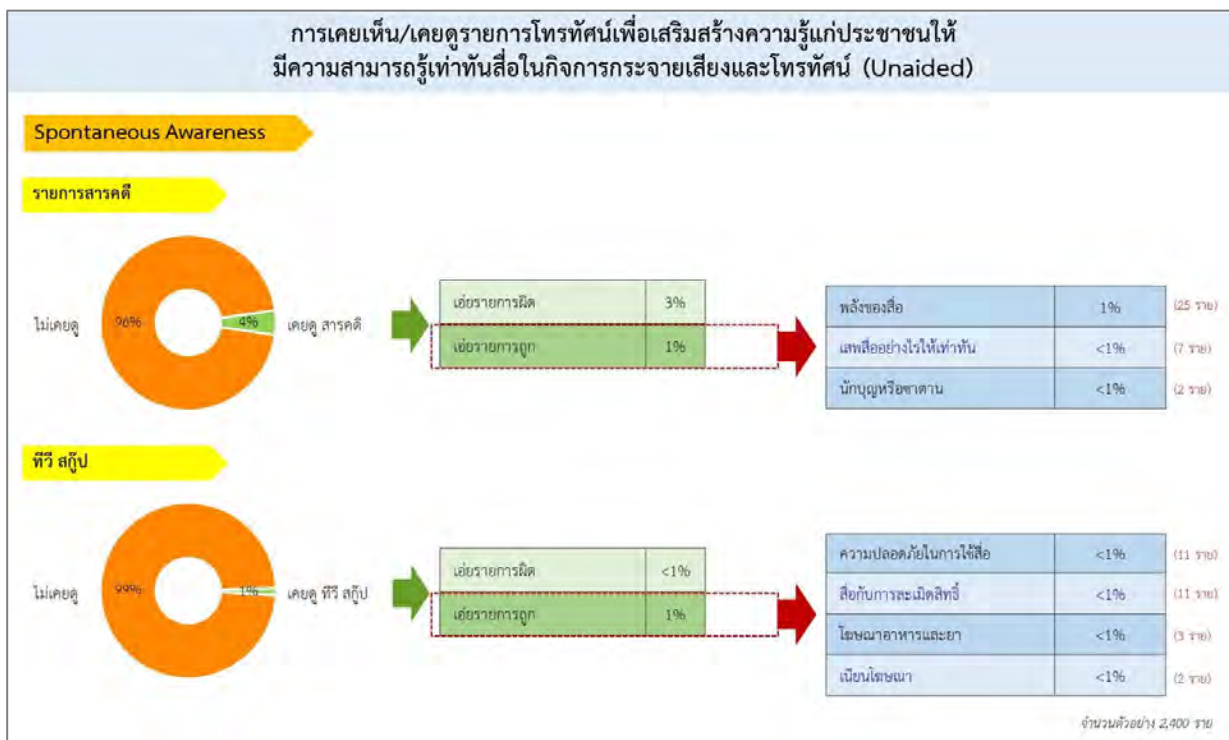 การเคยเห็น/เคยดูรายการโทรทัศน์เพื่อเสริมสร้างความรู้แก่ประชาชนให้
มีความสามารถรู้เท่าทันสื่อในกิจการกระจายเสียงและโทรทัศน์ (Unaided)
Spontaneous Awareness
รายการสารคดี
ไม่เคยดู 96% 4% เคยดู สารคดี
เอ่ยรายการผิด 3%
เอ่ยรายการถูก 1%
พลังของสื่อ 1% (25 ราย)
เสพสื่ออย่างไรให้เท่าทัน <1% (7 ราย)
นักบุญหรือซาตาน <1% (2 ราย)
ทีวี สกู๊ป
ไม่เคยดู 99% 1% เคยดู ทีวี สกู๊ป
เอ่ยรายการผิด <1%
เอ่ยรายการถูก 1%
ความปลอดภัยในการใช้สื่อ <1% (11 ราย)
สื่อกับการละเมิดสิทธิ์ <1% (11 ราย)
โฆษณาอาหารและยา <1% (3 ราย)
เนียนโฆษณา <1% (2 ราย)
จำนวนตัวอย่าง 2,400 ราย